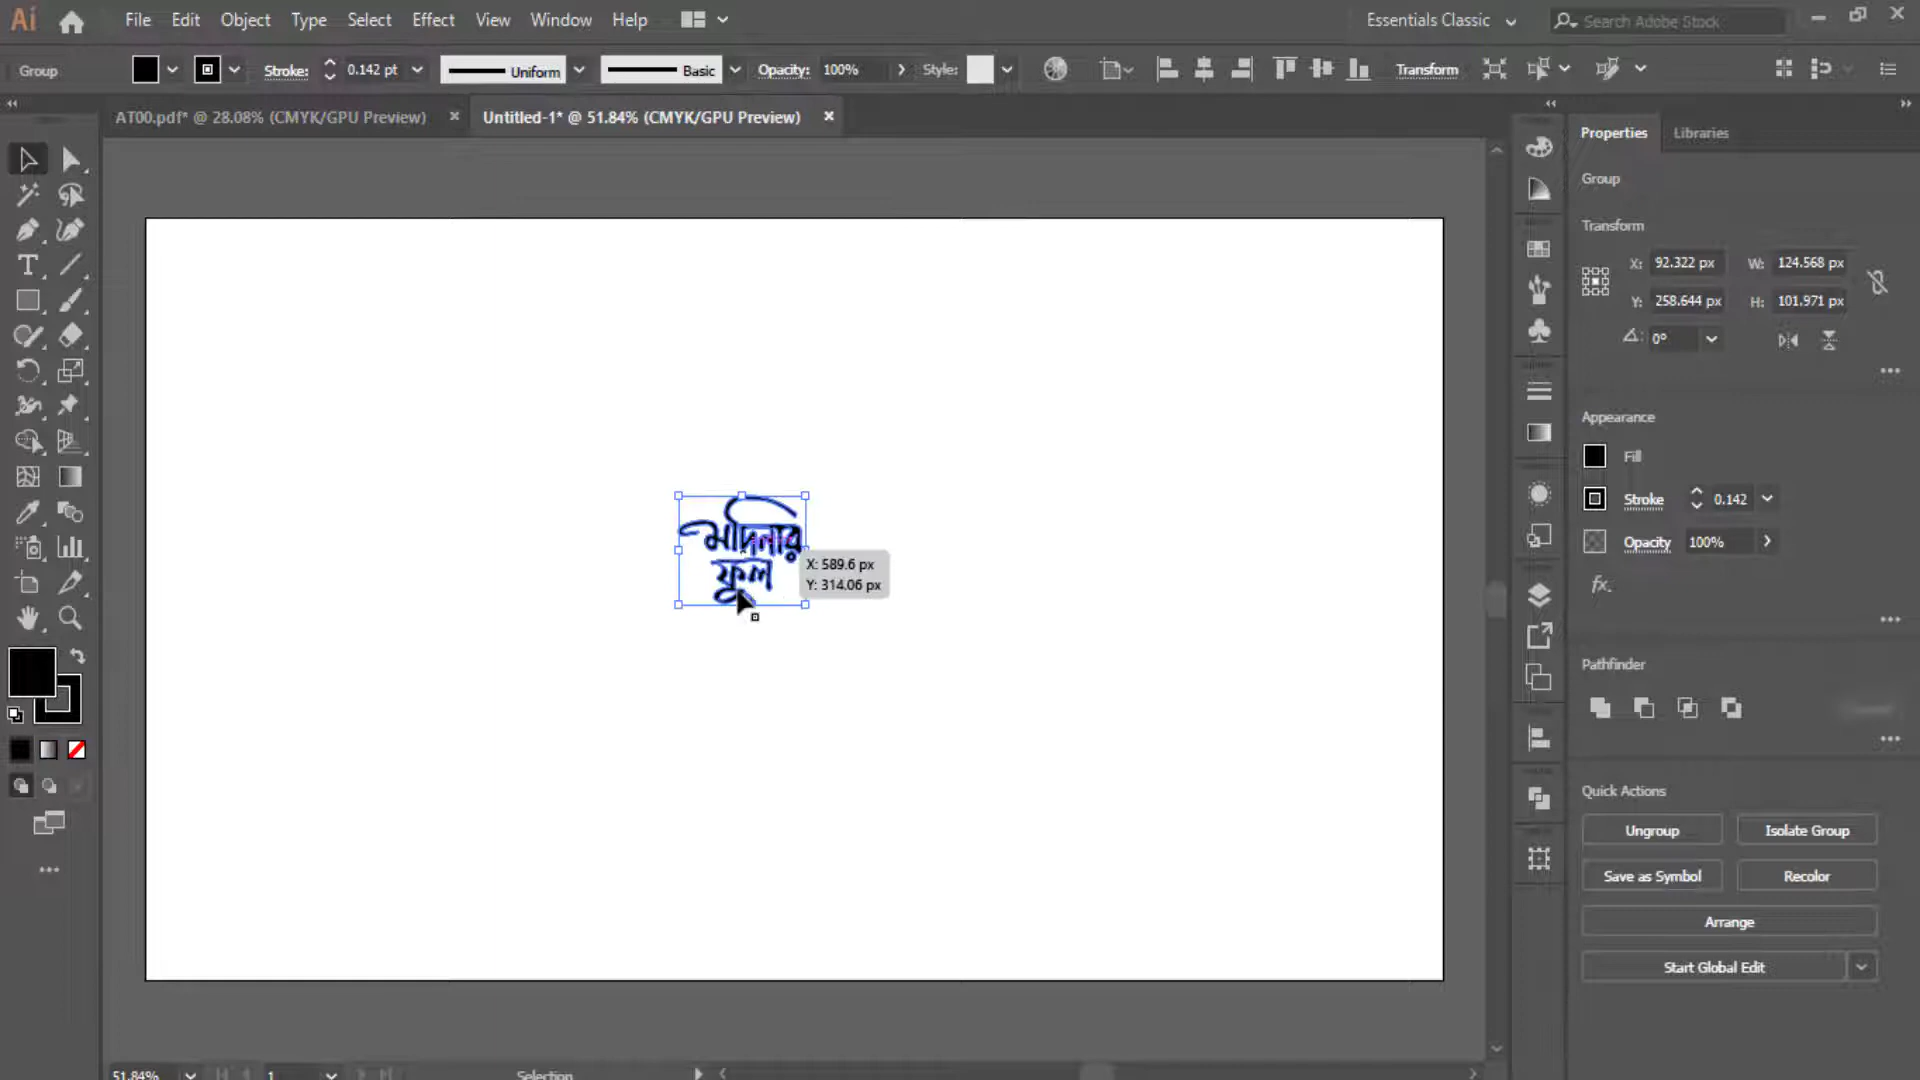 Ai File Edit Object Type Select Effect View Window Help Essentials Classic Search Adobe Stock
Group Stroke: 0.142 pt Uniform Basic Opacity: 100% Style: Transform
AT00.pdf* @ 28.08% (CMYK/GPU Preview) × Untitled-1* @ 51.84% (CMYK/GPU Preview) ×
Properties Libraries
Group
Transform
X: 92.322 px W: 124.568 px
Y: 258.644 px H: 101.971 px
0°
Appearance
Fill
Stroke 0.142
Opacity 100%
fx.
মদিনার
ফুল
X: 589.6 px
Y: 314.06 px
Pathfinder
Quick Actions
Ungroup Isolate Group
Save as Symbol Recolor
Arrange
Start Global Edit
51.84% 1 Selection